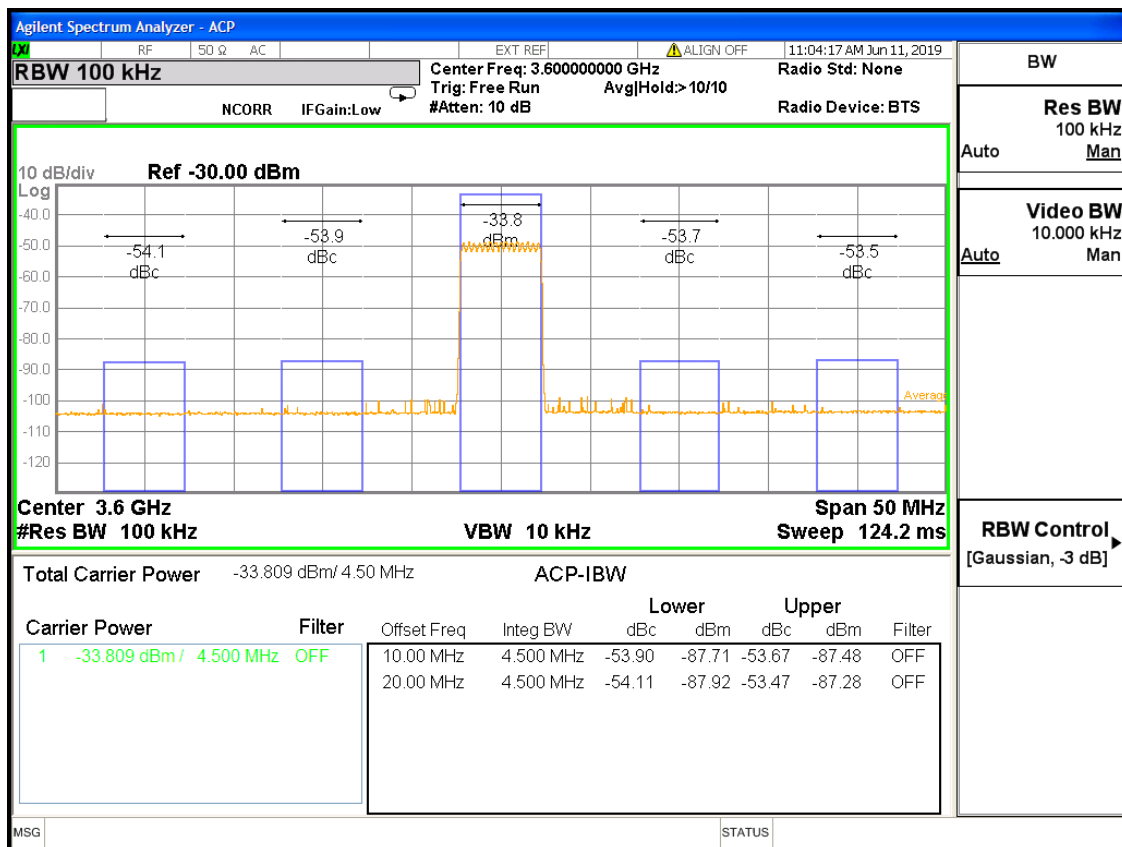 Agilent Spectrum Analyzer - ACP
LXI RF 50 Ω AC EXT REF ALIGN OFF 11:04:17 AM Jun 11, 2019
RBW 100 kHz
Center Freq: 3.600000000 GHz
Radio Std: None
Trig: Free Run Avg|Hold:> 10/10
NCORR IFGain:Low #Atten: 10 dB
Radio Device: BTS
10 dB/div Ref -30.00 dBm
Log
-40.0
-50.0
-60.0
-70.0
-80.0
-90.0
-100
-110
-120
-54.1
dBc
-53.9
dBc
-33.8
dBm
-53.7
dBc
-53.5
dBc
Average
Center 3.6 GHz Span 50 MHz
#Res BW 100 kHz VBW 10 kHz Sweep 124.2 ms
Total Carrier Power -33.809 dBm/ 4.50 MHz ACP-IBW
Lower Upper
Carrier Power Filter
Offset Freq Integ BW dBc dBm dBc dBm Filter
1 -33.809 dBm / 4.500 MHz OFF
10.00 MHz 4.500 MHz -53.90 -87.71 -53.67 -87.48 OFF
20.00 MHz 4.500 MHz -54.11 -87.92 -53.47 -87.28 OFF
MSG STATUS
BW
Res BW
100 kHz
Auto Man
Video BW
10.000 kHz
Auto Man
RBW Control
[Gaussian, -3 dB]